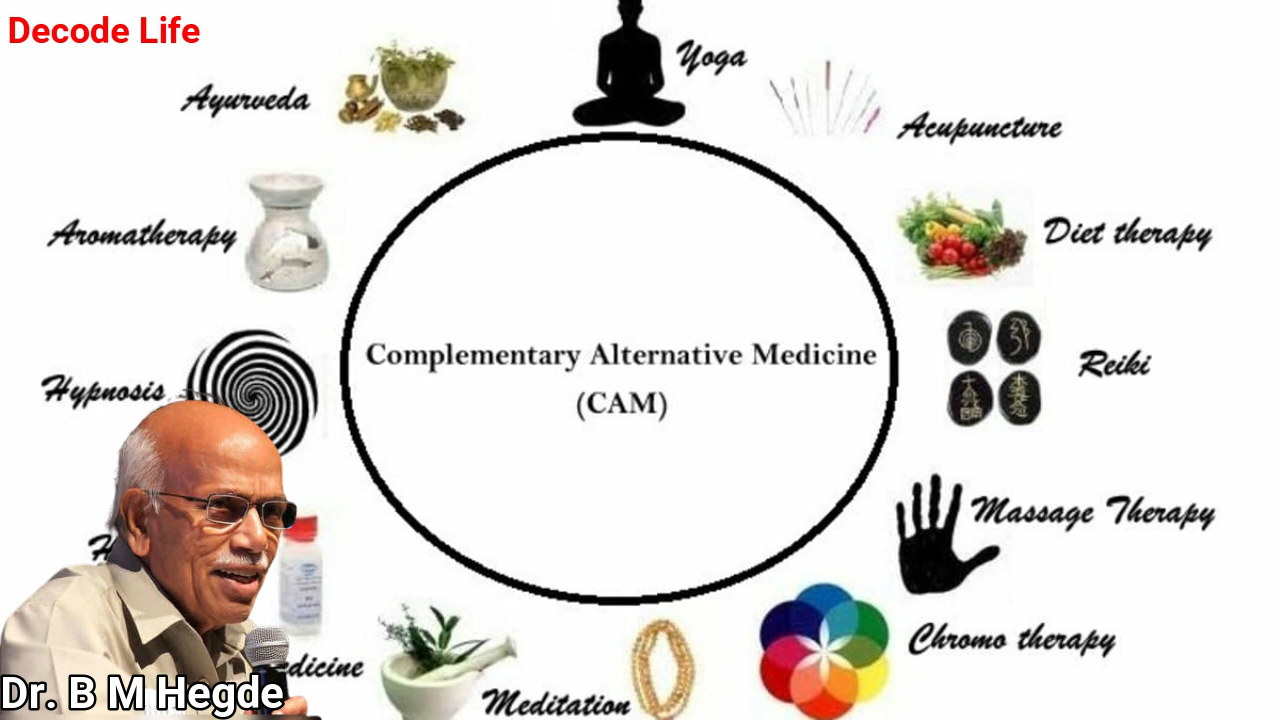 Decode Life
Yoga
Ayurveda
Acupuncture
Aromatherapy
Diet therapy
Complementary Alternative Medicine
(CAM)
Hypnosis
Reiki
Massage Therapy
Chromo therapy
Meditation
Dr. B M Hegde